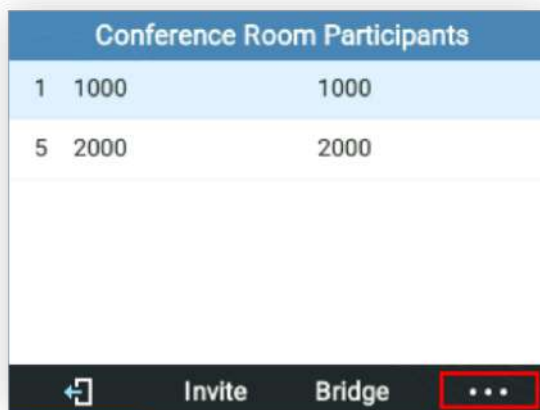 Conference Room Participants
1 1000 1000
5 2000 2000
Invite Bridge •••